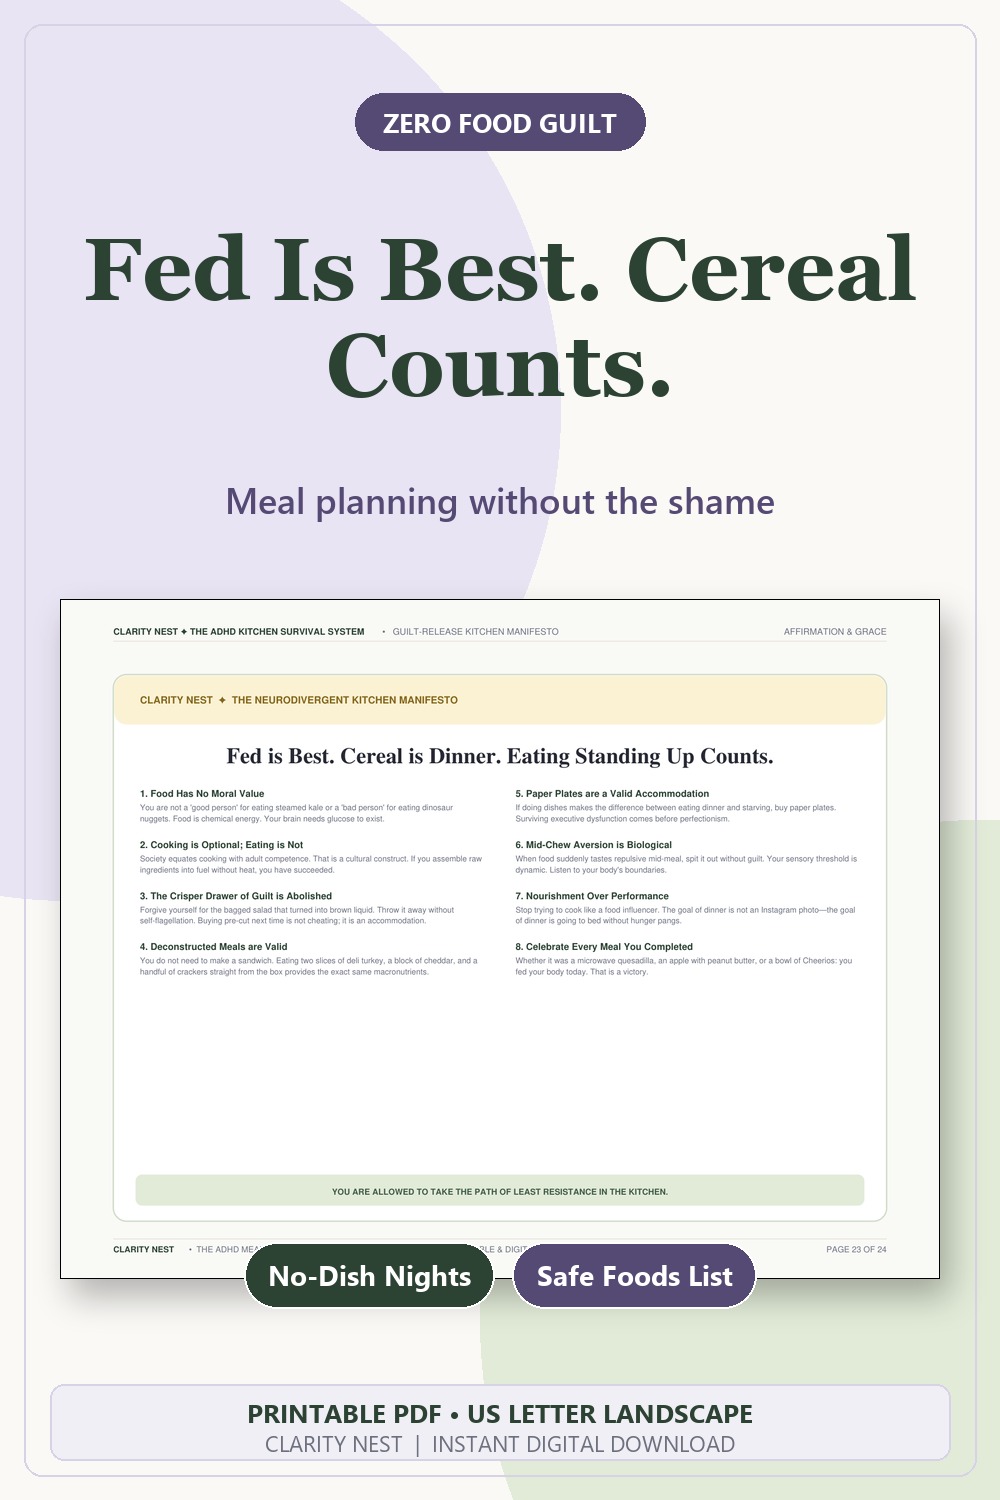 ZERO FOOD GUILT
Fed Is Best. Cereal
Counts.
Meal planning without the shame
CLARITY NEST ✦ THE ADHD KITCHEN SURVIVAL SYSTEM • GUILT-RELEASE KITCHEN MANIFESTO AFFIRMATION & GRACE
CLARITY NEST ✦ THE NEURODIVERGENT KITCHEN MANIFESTO
Fed is Best. Cereal is Dinner. Eating Standing Up Counts.
1. Food Has No Moral Value
You are not a 'good person' for eating steamed kale or a 'bad person' for eating dinosaur
nuggets. Food is chemical energy. Your brain needs glucose to exist.
2. Cooking is Optional; Eating is Not
Society equates cooking with adult competence. That is a cultural construct. If you assemble raw
ingredients into fuel without heat, you have succeeded.
3. The Crisper Drawer of Guilt is Abolished
Forgive yourself for the bagged salad that turned into brown liquid. Throw it away without
self-flagellation. Buying pre-cut next time is not cheating; it is an accommodation.
4. Deconstructed Meals are Valid
You do not need to make a sandwich. Eating two slices of deli turkey, a block of cheddar, and a
handful of crackers straight from the box provides the exact same macronutrients.
5. Paper Plates are a Valid Accommodation
If doing dishes makes the difference between eating dinner and starving, buy paper plates.
Surviving executive dysfunction comes before perfectionism.
6. Mid-Chew Aversion is Biological
When food suddenly tastes repulsive mid-meal, spit it out without guilt. Your sensory threshold is
dynamic. Listen to your body's boundaries.
7. Nourishment Over Performance
Stop trying to cook like a food influencer. The goal of dinner is not an Instagram photo—the goal
of dinner is going to bed without hunger pangs.
8. Celebrate Every Meal You Completed
Whether it was a microwave quesadilla, an apple with peanut butter, or a bowl of Cheerios: you
fed your body today. That is a victory.
YOU ARE ALLOWED TO TAKE THE PATH OF LEAST RESISTANCE IN THE KITCHEN.
CLARITY NEST • THE ADHD & PAGE 23 OF 24
No-Dish Nights Safe Foods List
PRINTABLE PDF • US LETTER LANDSCAPE
CLARITY NEST | INSTANT DIGITAL DOWNLOAD